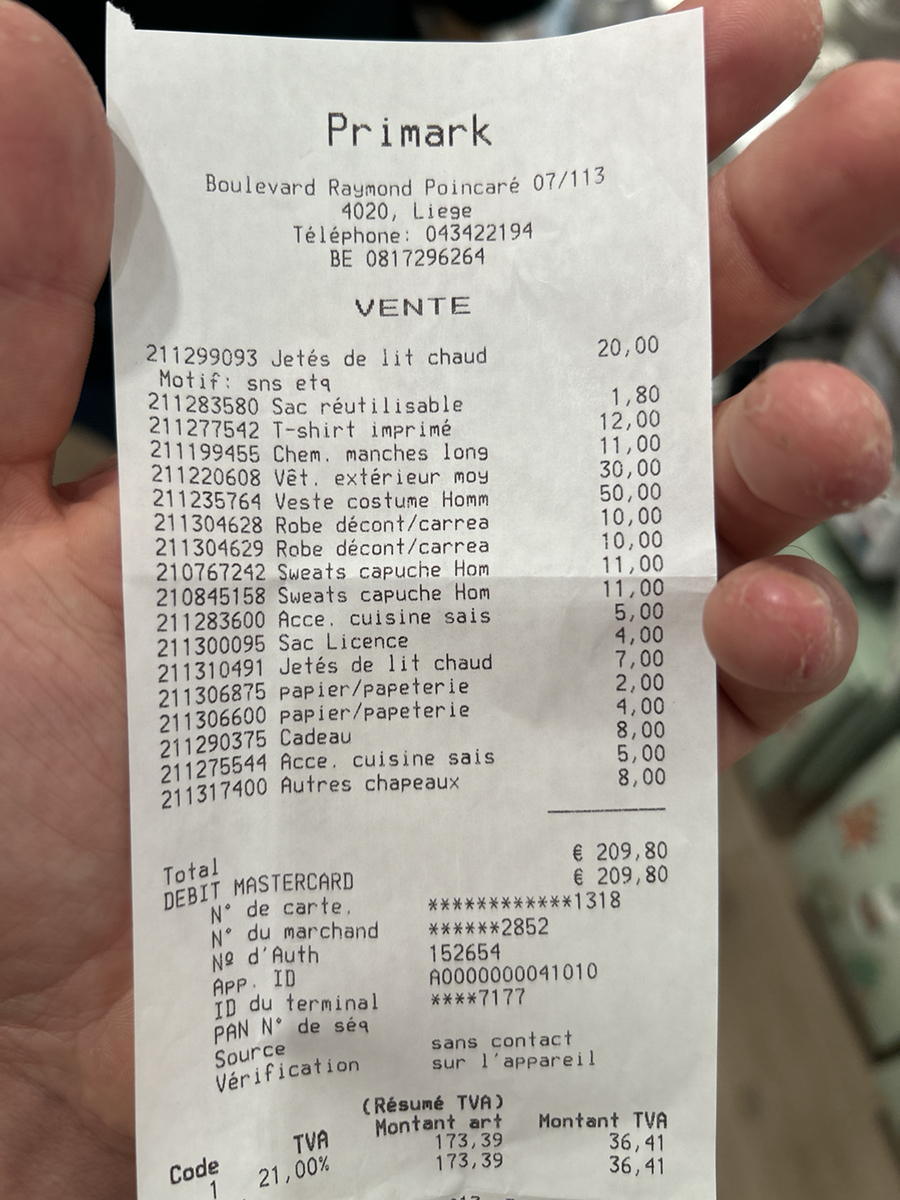 Primark
Boulevard Raymond Poincaré 07/113
4020, Liege
Téléphone: 043422194
BE 0817296264
VENTE
211299093 Jetés de lit chaud 20,00
Motif: sns etq
211283580 Sac réutilisable 1,80
211277542 T-shirt imprimé 12,00
211199455 Chem. manches long 11,00
211220608 Vêt. extérieur moy 30,00
211235764 Veste costume Homm 50,00
211304628 Robe décont/carrea 10,00
211304629 Robe décont/carrea 10,00
210767242 Sweats capuche Hom 11,00
210845158 Sweats capuche Hom 11,00
211283600 Acce. cuisine sais 5,00
211300095 Sac Licence 4,00
211310491 Jetés de lit chaud 7,00
211306875 papier/papeterie 2,00
211306600 papier/papeterie 4,00
211290375 Cadeau 8,00
211275544 Acce. cuisine sais 5,00
211317400 Autres chapeaux 8,00
Total € 209,80
DEBIT MASTERCARD € 209,80
N° de carte. ************1318
N° du marchand ******2852
Nº d'Auth 152654
App. ID A0000000041010
ID du terminal ****7177
PAN N° de séq
Source sans contact
Vérification sur l'appareil
(Résumé TVA)
Code TVA Montant art Montant TVA
1 21,00% 173,39 36,41
173,39 36,41